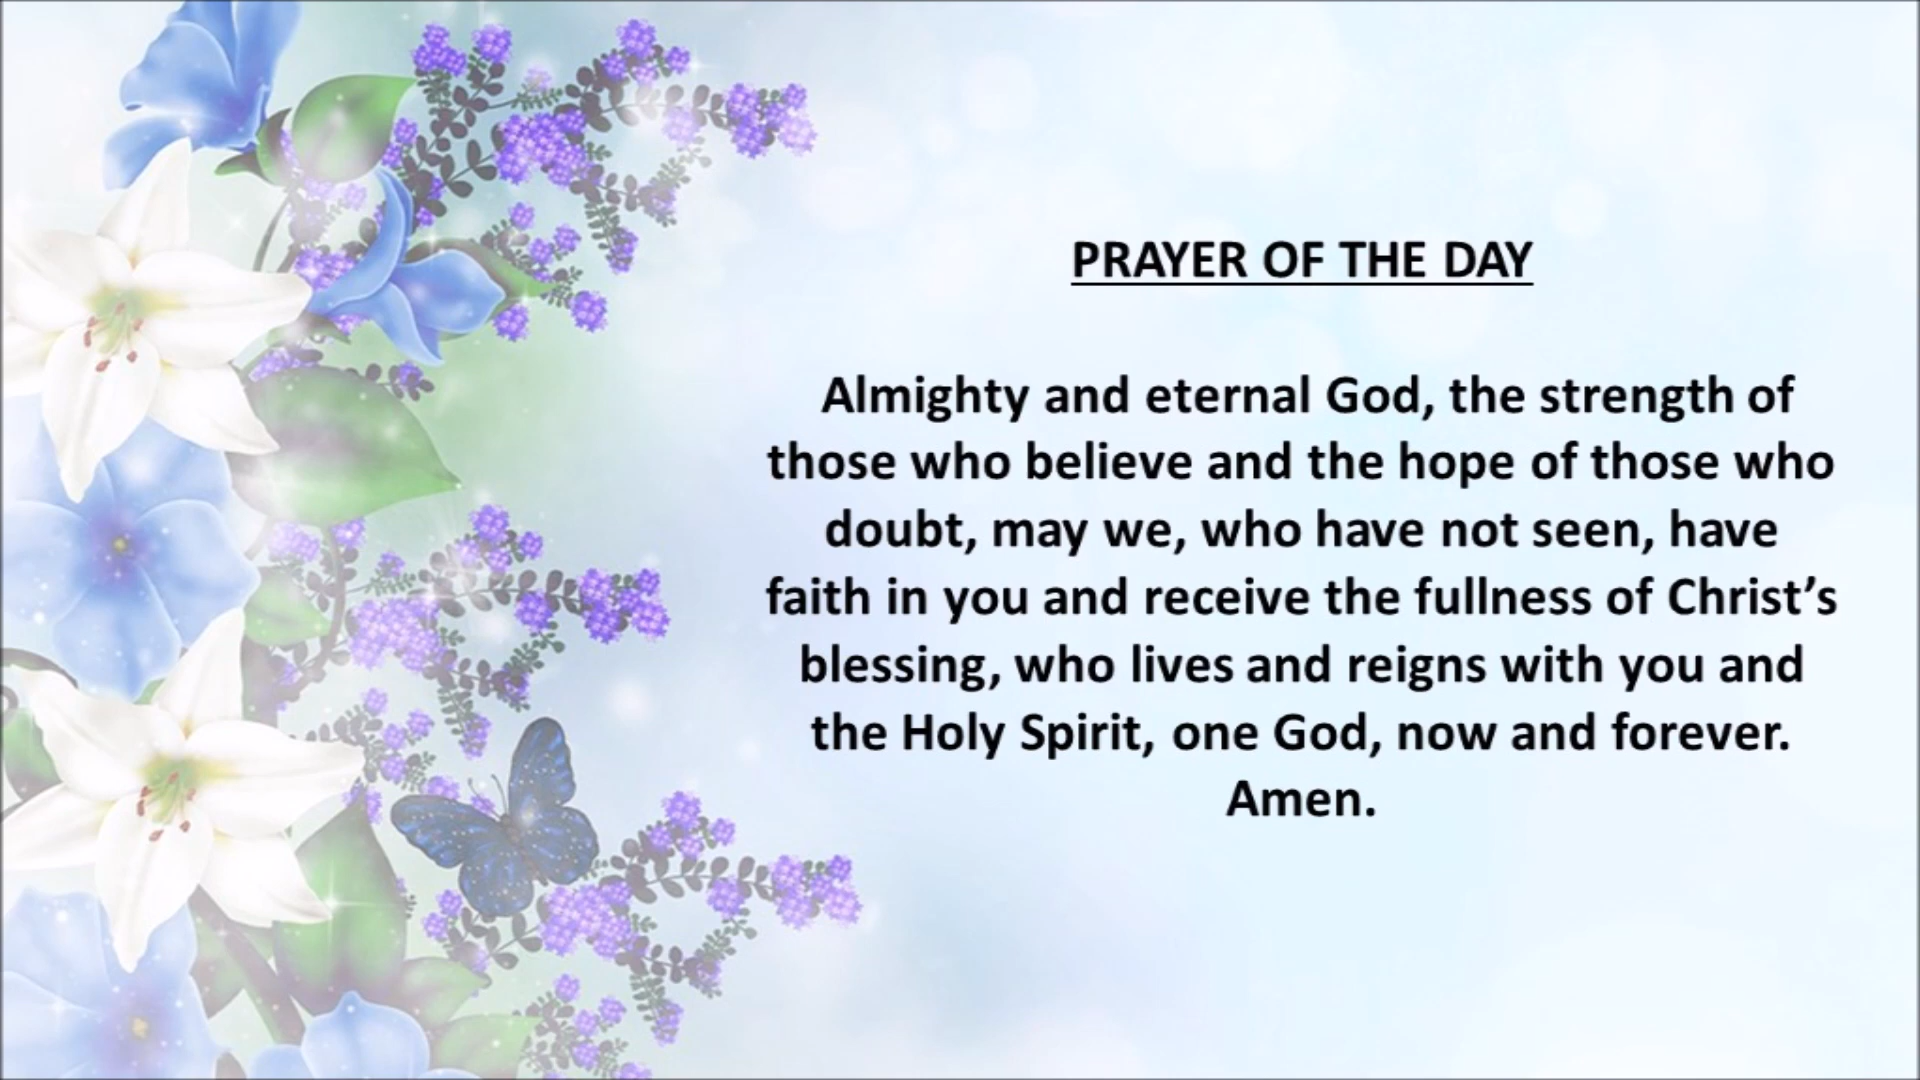 PRAYER OF THE DAY
Almighty and eternal God, the strength of
those who believe and the hope of those who
doubt, may we, who have not seen, have
faith in you and receive the fullness of Christ’s
blessing, who lives and reigns with you and
the Holy Spirit, one God, now and forever.
Amen.